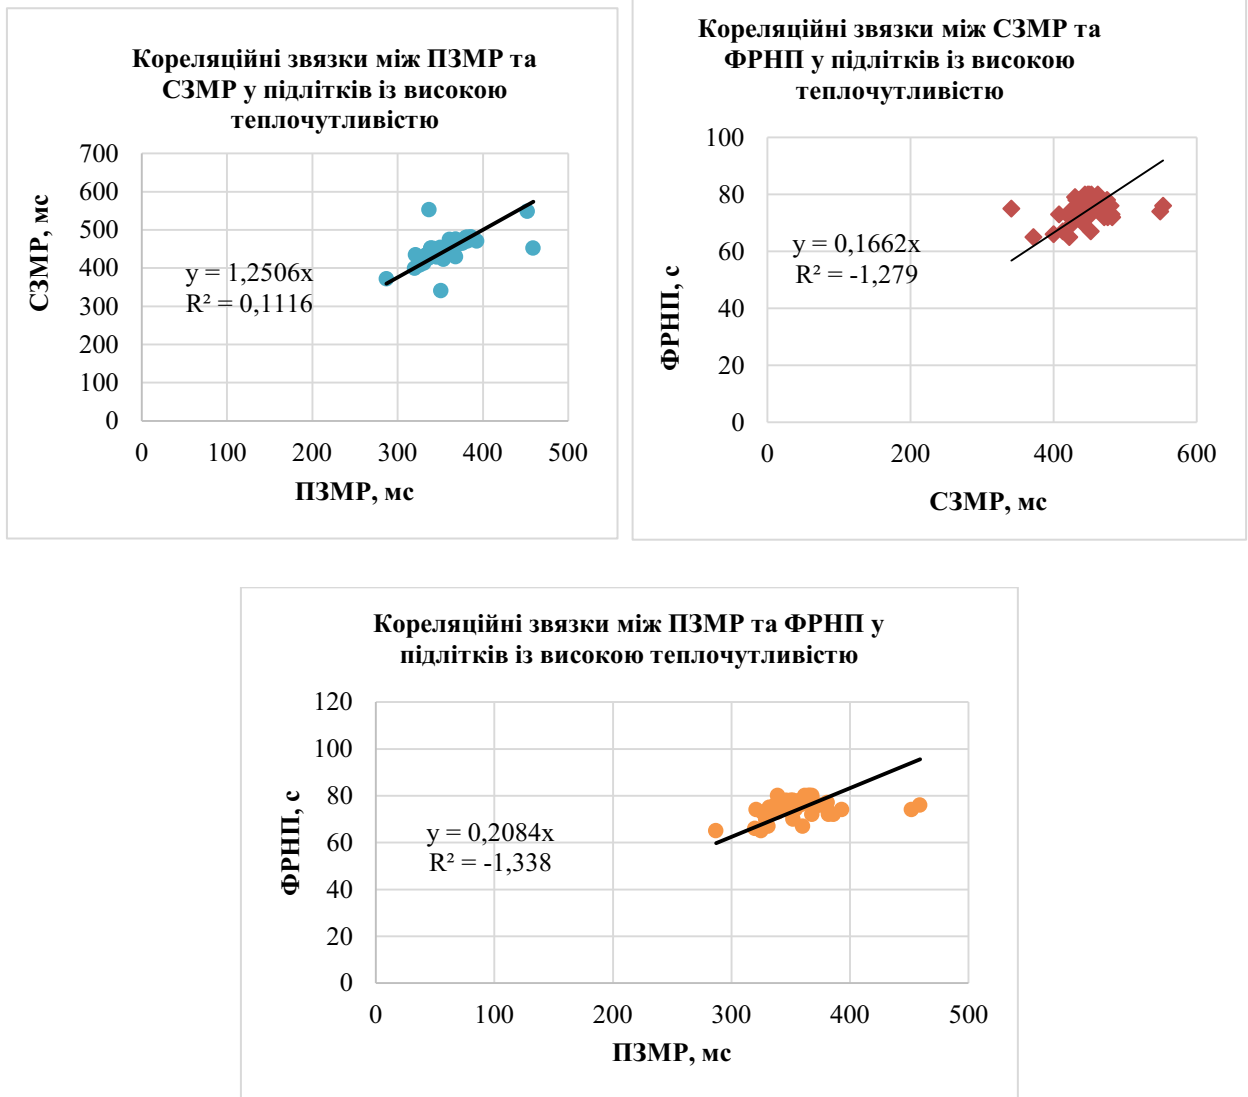 Кореляційні звязки між ПЗМР та
СЗМР у підлітків із високою
теплочутливістю
700
600
500
400
300
200
100
0
СЗМР, мс
y = 1,2506x
R² = 0,1116
0 100 200 300 400 500
ПЗМР, мс
Кореляційні звязки між СЗМР та
ФРНП у підлітків із високою
теплочутливістю
100
80
60
40
20
0
ФРНП, с
y = 0,1662x
R² = -1,279
0 200 400 600
СЗМР, мс
Кореляційні звязки між ПЗМР та ФРНП у
підлітків із високою теплочутливістю
120
100
80
60
40
20
0
ФРНП, с
y = 0,2084x
R² = -1,338
0 100 200 300 400 500
ПЗМР, мс